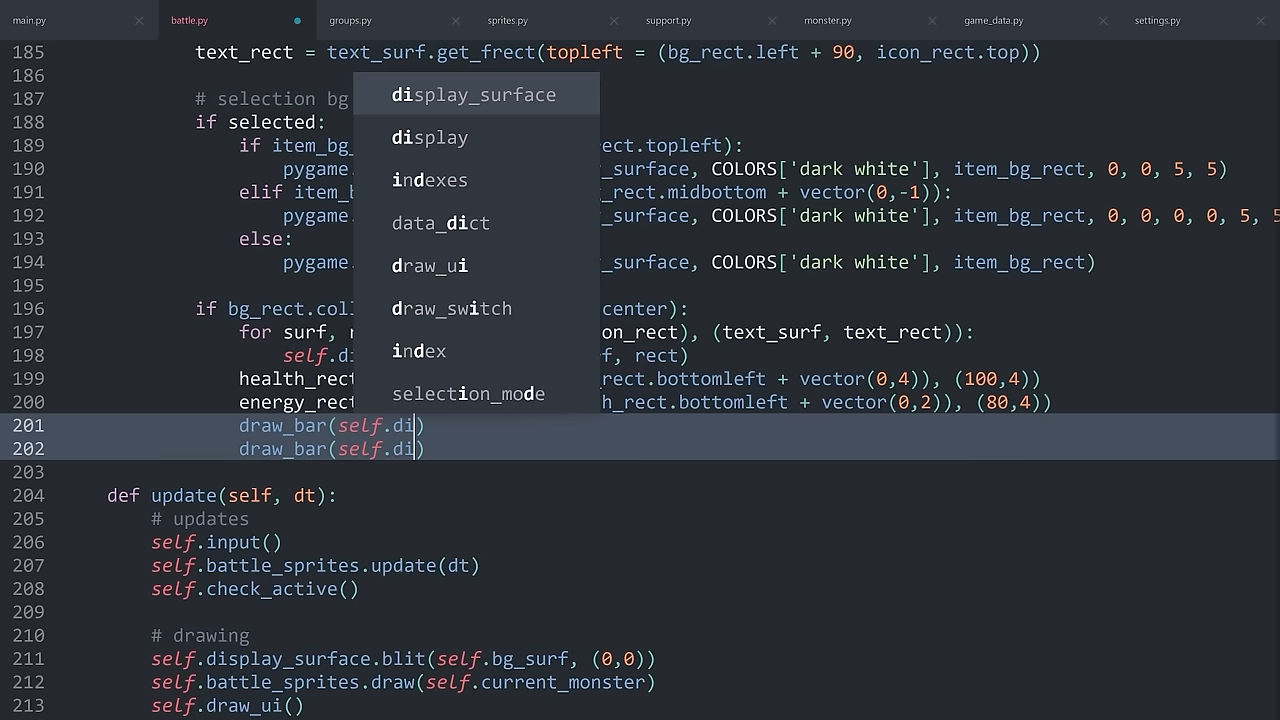 main.py battle.py groups.py sprites.py support.py monster.py game_data.py settings.py
185 text_rect = text_surf.get_frect(topleft = (bg_rect.left + 90, icon_rect.top))
186
187 # selection bg
188 if selected:
189 if item_bg_ ect.topleft):
190 pygame. _surface, COLORS['dark white'], item_bg_rect, 0, 0, 5, 5)
191 elif item_b _rect.midbottom + vector(0,-1)):
192 pygame. _surface, COLORS['dark white'], item_bg_rect, 0, 0, 0, 0, 5, 5
193 else:
194 pygame. _surface, COLORS['dark white'], item_bg_rect)
195
196 if bg_rect.coll center):
197 for surf, r on_rect), (text_surf, text_rect)):
198 self.di f, rect)
199 health_rect rect.bottomleft + vector(0,4)), (100,4))
200 energy_rect h_rect.bottomleft + vector(0,2)), (80,4))
display_surface
display
indexes
data_dict
draw_ui
draw_switch
index
selection_mode
201 draw_bar(self.di)
202 draw_bar(self.di)
203
204 def update(self, dt):
205 # updates
206 self.input()
207 self.battle_sprites.update(dt)
208 self.check_active()
209
210 # drawing
211 self.display_surface.blit(self.bg_surf, (0,0))
212 self.battle_sprites.draw(self.current_monster)
213 self.draw_ui()